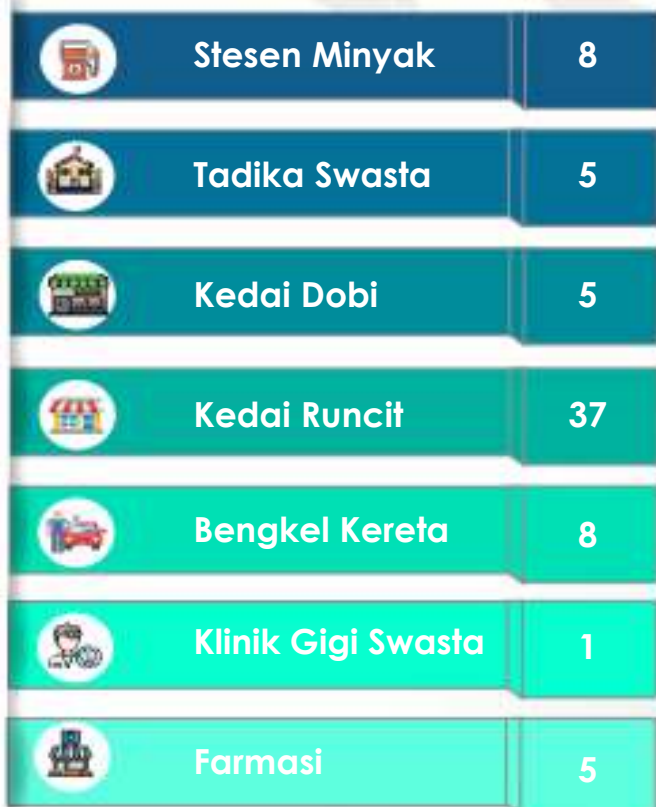 Stesen Minyak 8
Tadika Swasta 5
Kedai Dobi 5
Kedai Runcit 37
Bengkel Kereta 8
Klinik Gigi Swasta 1
Farmasi 5